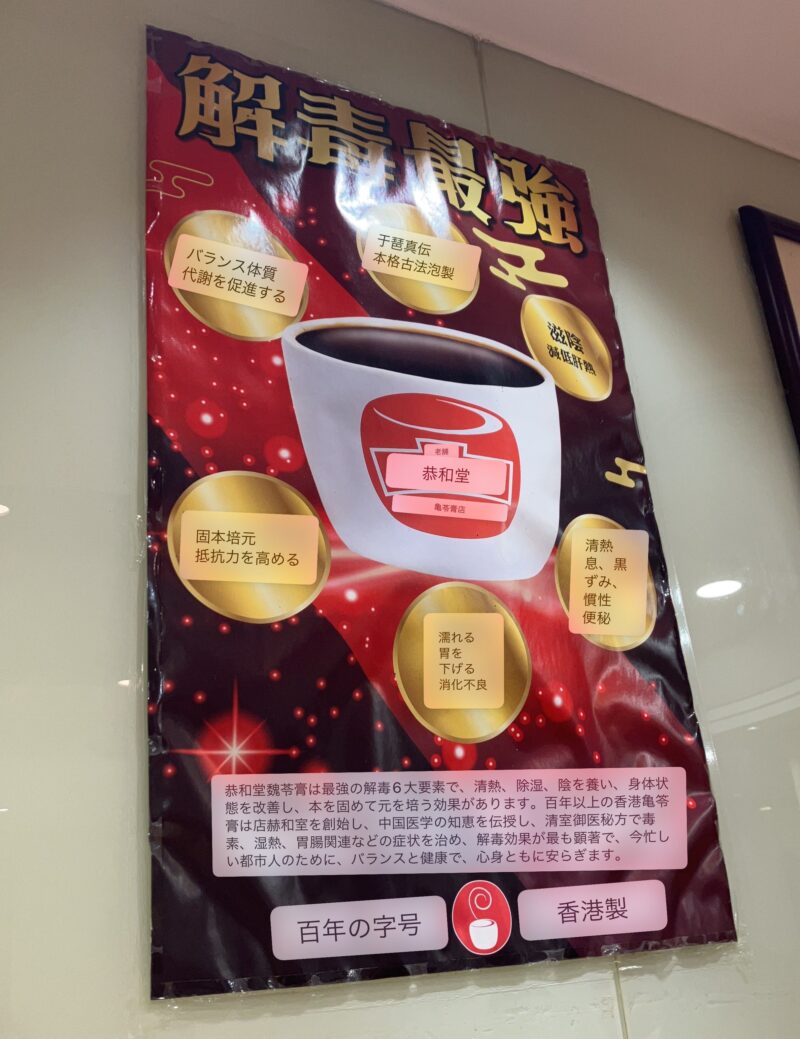 解毒最強
バランス体質
代謝を促進する
于琶真伝
本格古法泡製
滋陰
減低肝熱
老舗
恭和堂
亀苓膏店
固本培元
抵抗力を高める
清熱
息、黒
ずみ、
慣性
便秘
濡れる
胃を
下げる
消化不良
恭和堂魏苓膏は最強の解毒6大要素で、清熱、除湿、陰を養い、身体状
態を改善し、本を固めて元を培う効果があります。百年以上の香港亀苓
膏は店赫和室を創始し、中国医学の知恵を伝授し、清室御医秘方で毒
素、湿熱、胃腸関連などの症状を治め、解毒効果が最も顕著で、今忙し
い都市人のために、バランスと健康で、心身ともに安らぎます。
百年の字号
香港製